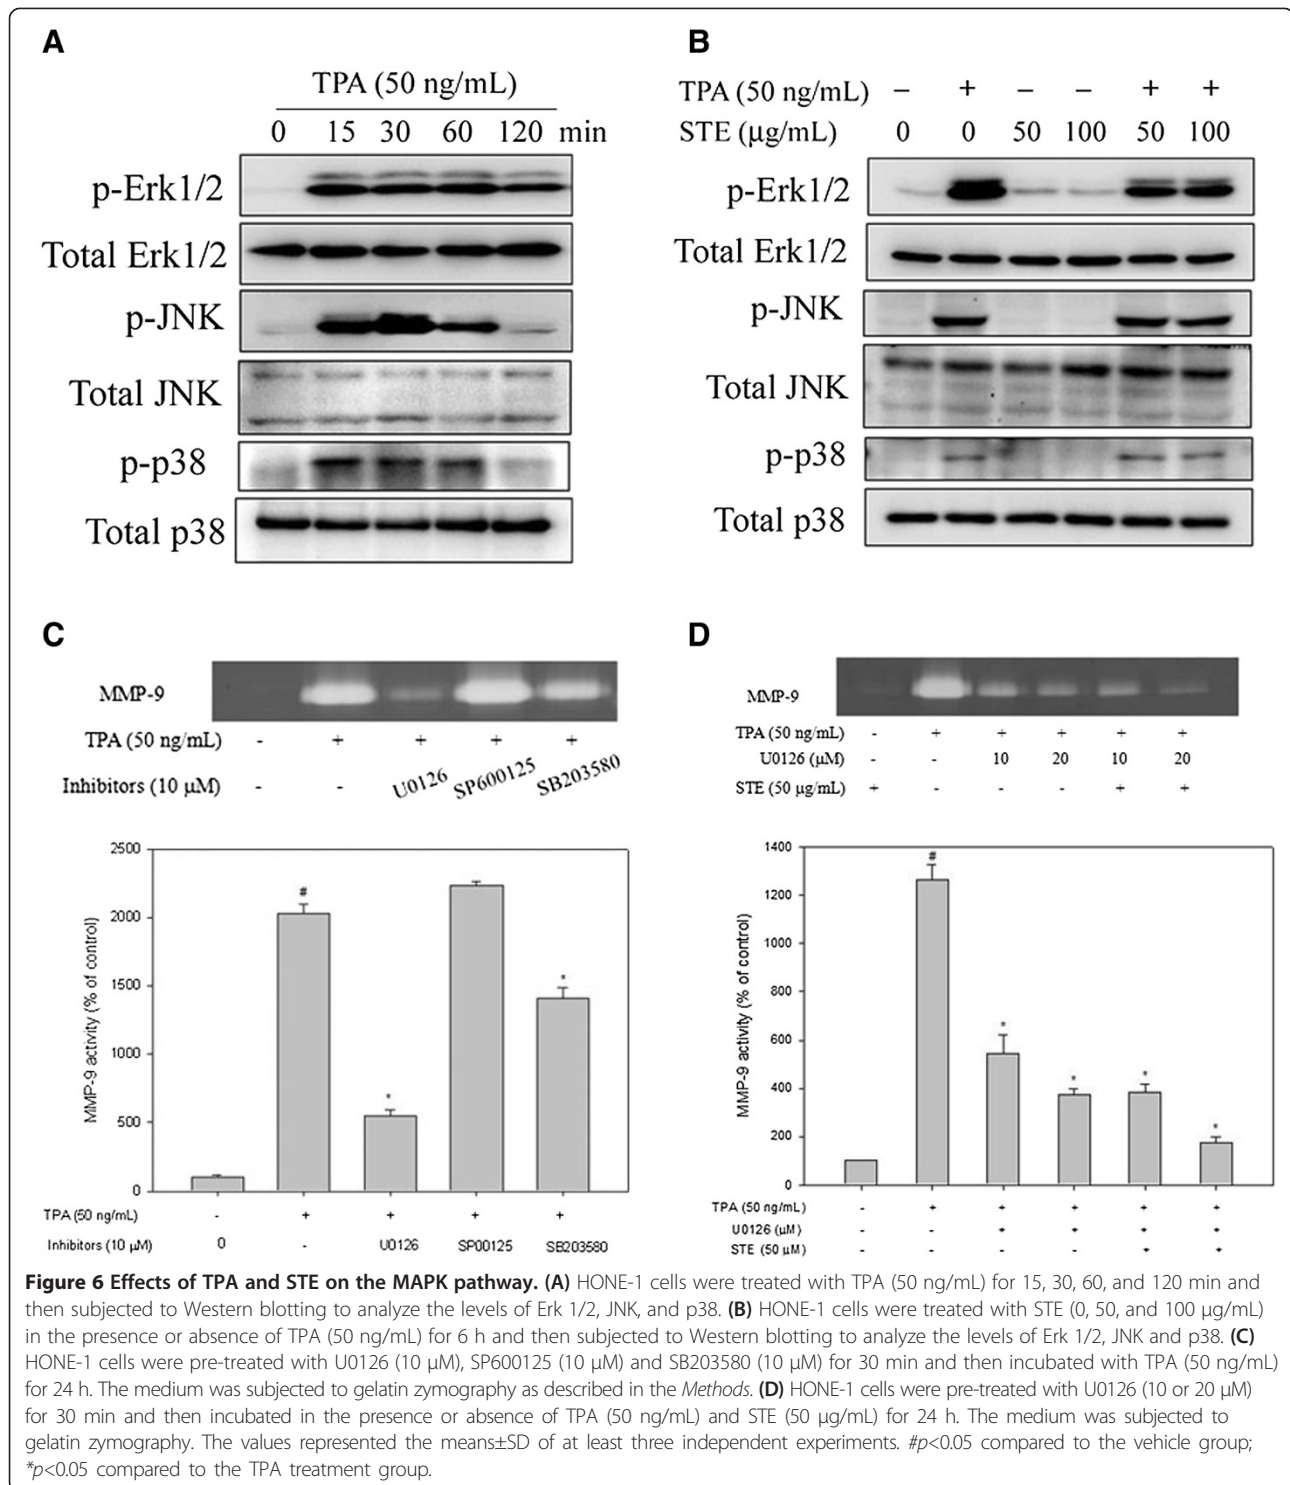 A
TPA (50 ng/mL)
0 15 30 60 120 min
p-Erk1/2
Total Erk1/2
p-JNK
Total JNK
p-p38
Total p38
B
TPA (50 ng/mL) – + – – + +
STE (µg/mL) 0 0 50 100 50 100
p-Erk1/2
Total Erk1/2
p-JNK
Total JNK
p-p38
Total p38
C
MMP-9
TPA (50 ng/mL) - + + + +
Inhibitors (10 µM) - - U0126 SP600125 SB203580
MMP-9 activity (% of control)
2500
2000
1500
1000
500
0
# * *
TPA (50 ng/mL) - + + + +
Inhibitors (10 µM) 0 - U0126 SP00125 SB203580
D
MMP-9
TPA (50 ng/mL) - + + + + +
U0126 (µM) - - 10 20 10 20
STE (50 µg/mL) + - - - + +
MMP-9 activity (% of control)
1400
1200
1000
800
600
400
200
0
# * * * *
TPA (50 ng/mL) - + + + + +
U0126 (µM) - - + + + +
STE (50 µM) - - - - + +
Figure 6 Effects of TPA and STE on the MAPK pathway. (A) HONE-1 cells were treated with TPA (50 ng/mL) for 15, 30, 60, and 120 min and
then subjected to Western blotting to analyze the levels of Erk 1/2, JNK, and p38. (B) HONE-1 cells were treated with STE (0, 50, and 100 µg/mL)
in the presence or absence of TPA (50 ng/mL) for 6 h and then subjected to Western blotting to analyze the levels of Erk 1/2, JNK and p38. (C)
HONE-1 cells were pre-treated with U0126 (10 µM), SP600125 (10 µM) and SB203580 (10 µM) for 30 min and then incubated with TPA (50 ng/mL)
for 24 h. The medium was subjected to gelatin zymography as described in the Methods. (D) HONE-1 cells were pre-treated with U0126 (10 or 20 µM)
for 30 min and then incubated in the presence or absence of TPA (50 ng/mL) and STE (50 µg/mL) for 24 h. The medium was subjected to
gelatin zymography. The values represented the means±SD of at least three independent experiments. #p<0.05 compared to the vehicle group;
*p<0.05 compared to the TPA treatment group.